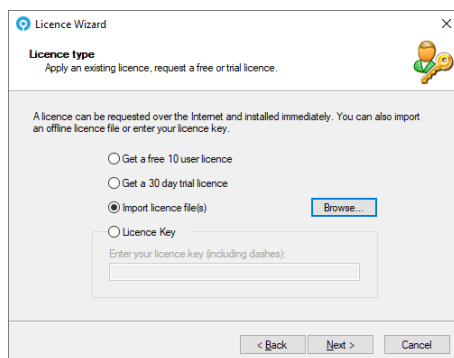 Licence Wizard
Licence type
Apply an existing licence, request a free or trial licence.
A licence can be requested over the Internet and installed immediately. You can also import
an offline licence file or enter your licence key.
Get a free 10 user licence
Get a 30 day trial licence
Import licence file(s)
Browse...
Licence Key
Enter your licence key (including dashes):
< Back
Next >
Cancel